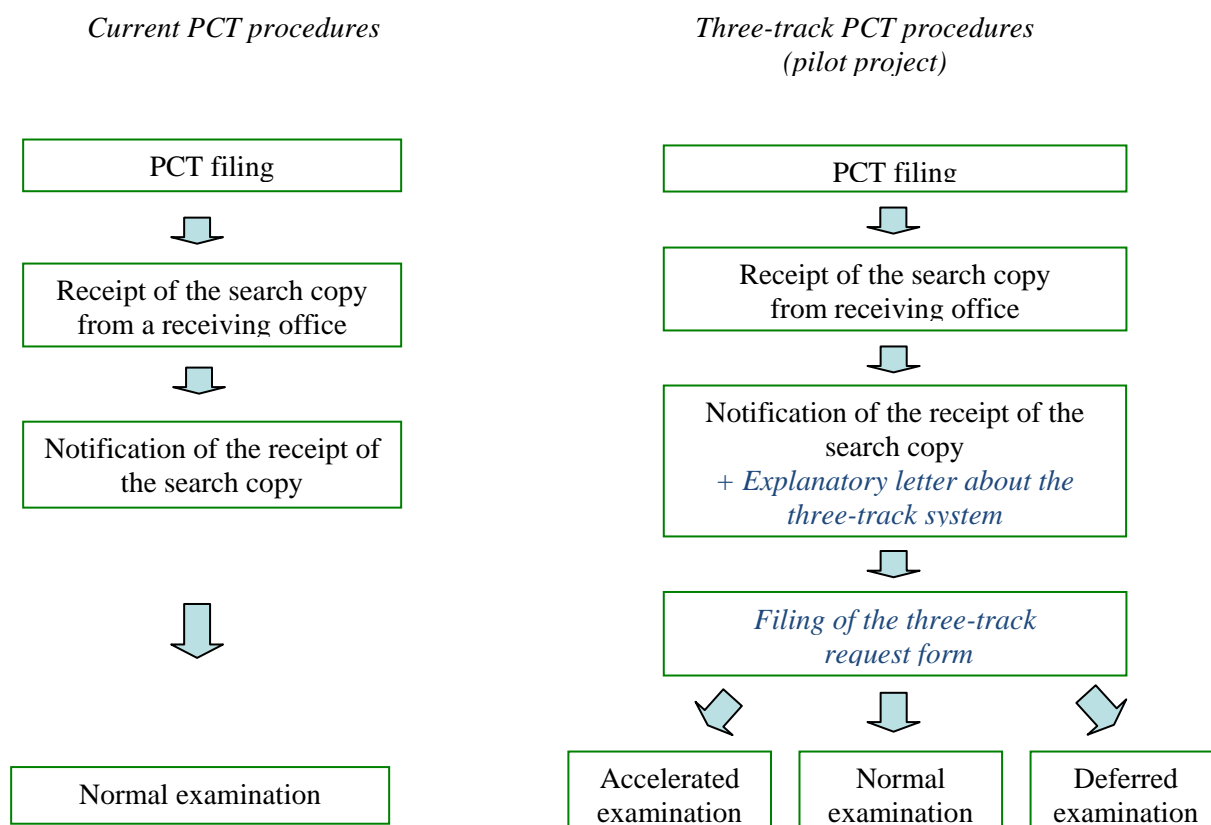 Current PCT procedures
PCT filing
Receipt of the search copy
from a receiving office
Notification of the receipt of
the search copy
Normal examination
Three-track PCT procedures
(pilot project)
PCT filing
Receipt of the search copy
from receiving office
Notification of the receipt of the
search copy
+ Explanatory letter about the
three-track system
Filing of the three-track
request form
Accelerated
examination
Normal
examination
Deferred
examination